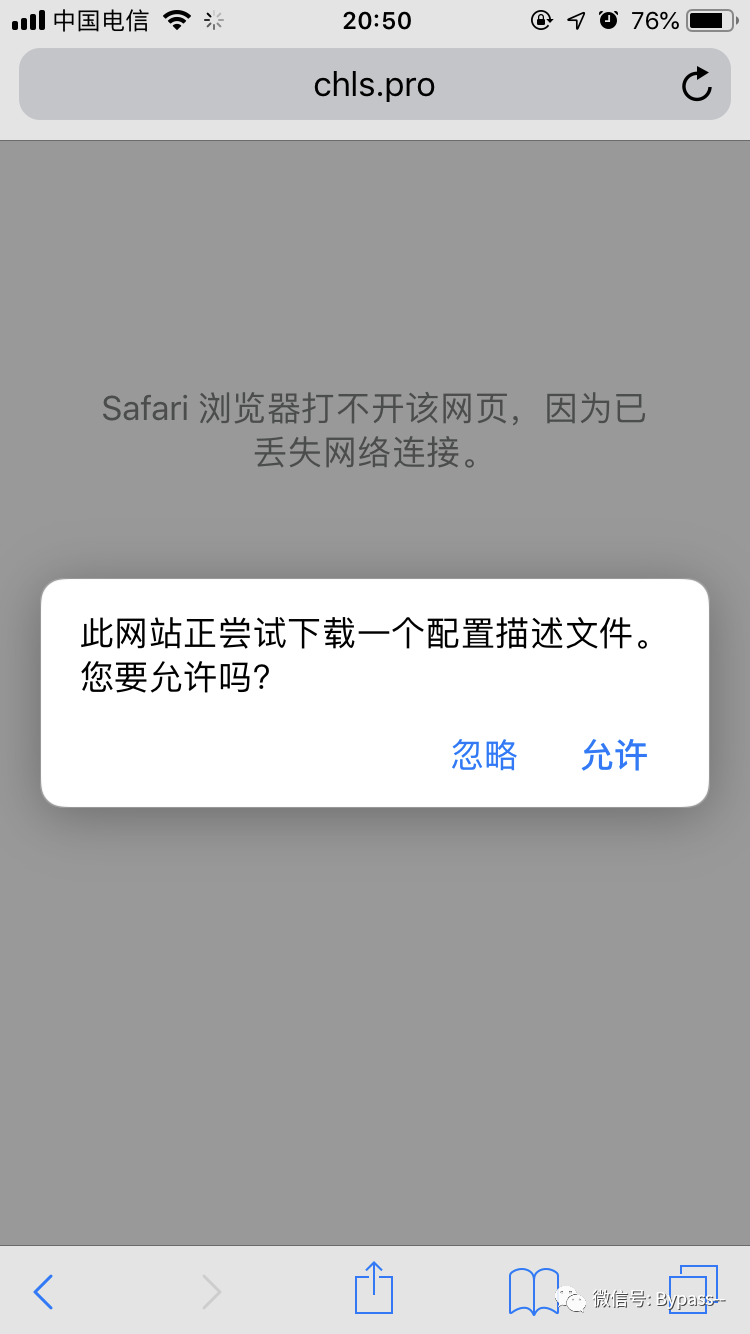 中国电信 20:50 76%
chls.pro
Safari 浏览器打不开该网页，因为已
丢失网络连接。
此网站正尝试下载一个配置描述文件。
您要允许吗?
忽略 允许
微信号: Bypass--